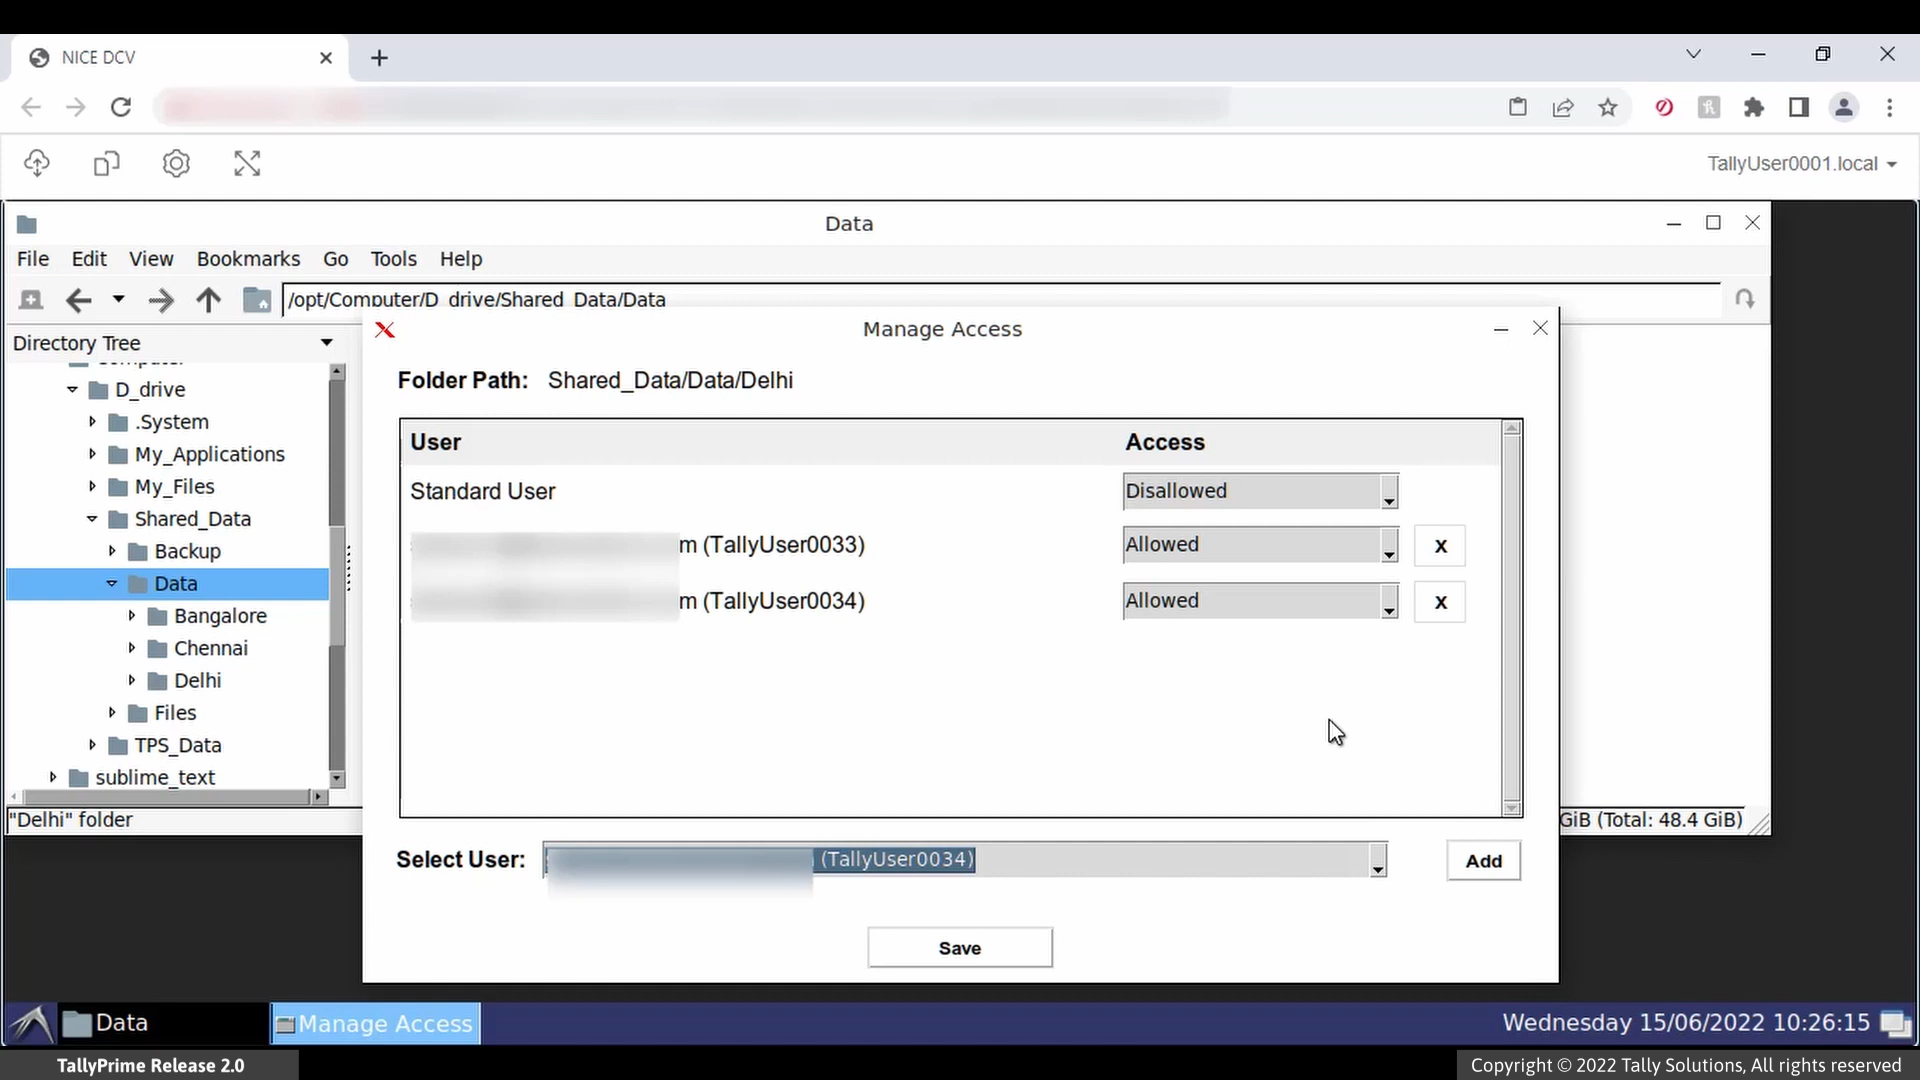 NICE DCV
TallyUser0001.local
Data
File Edit View Bookmarks Go Tools Help
/opt/Computer/D_drive/Shared_Data/Data
Directory Tree
Computer
D_drive
.System
My_Applications
My_Files
Shared_Data
Backup
Data
Bangalore
Chennai
Delhi
Files
TPS_Data
sublime_text
"Delhi" folder
GiB (Total: 48.4 GiB)
Manage Access
Folder Path: Shared_Data/Data/Delhi
User Access
Standard User Disallowed
m (TallyUser0033) Allowed X
m (TallyUser0034) Allowed X
Select User: (TallyUser0034) Add
Save
Data Manage Access Wednesday 15/06/2022 10:26:15
TallyPrime Release 2.0 Copyright © 2022 Tally Solutions, All rights reserved